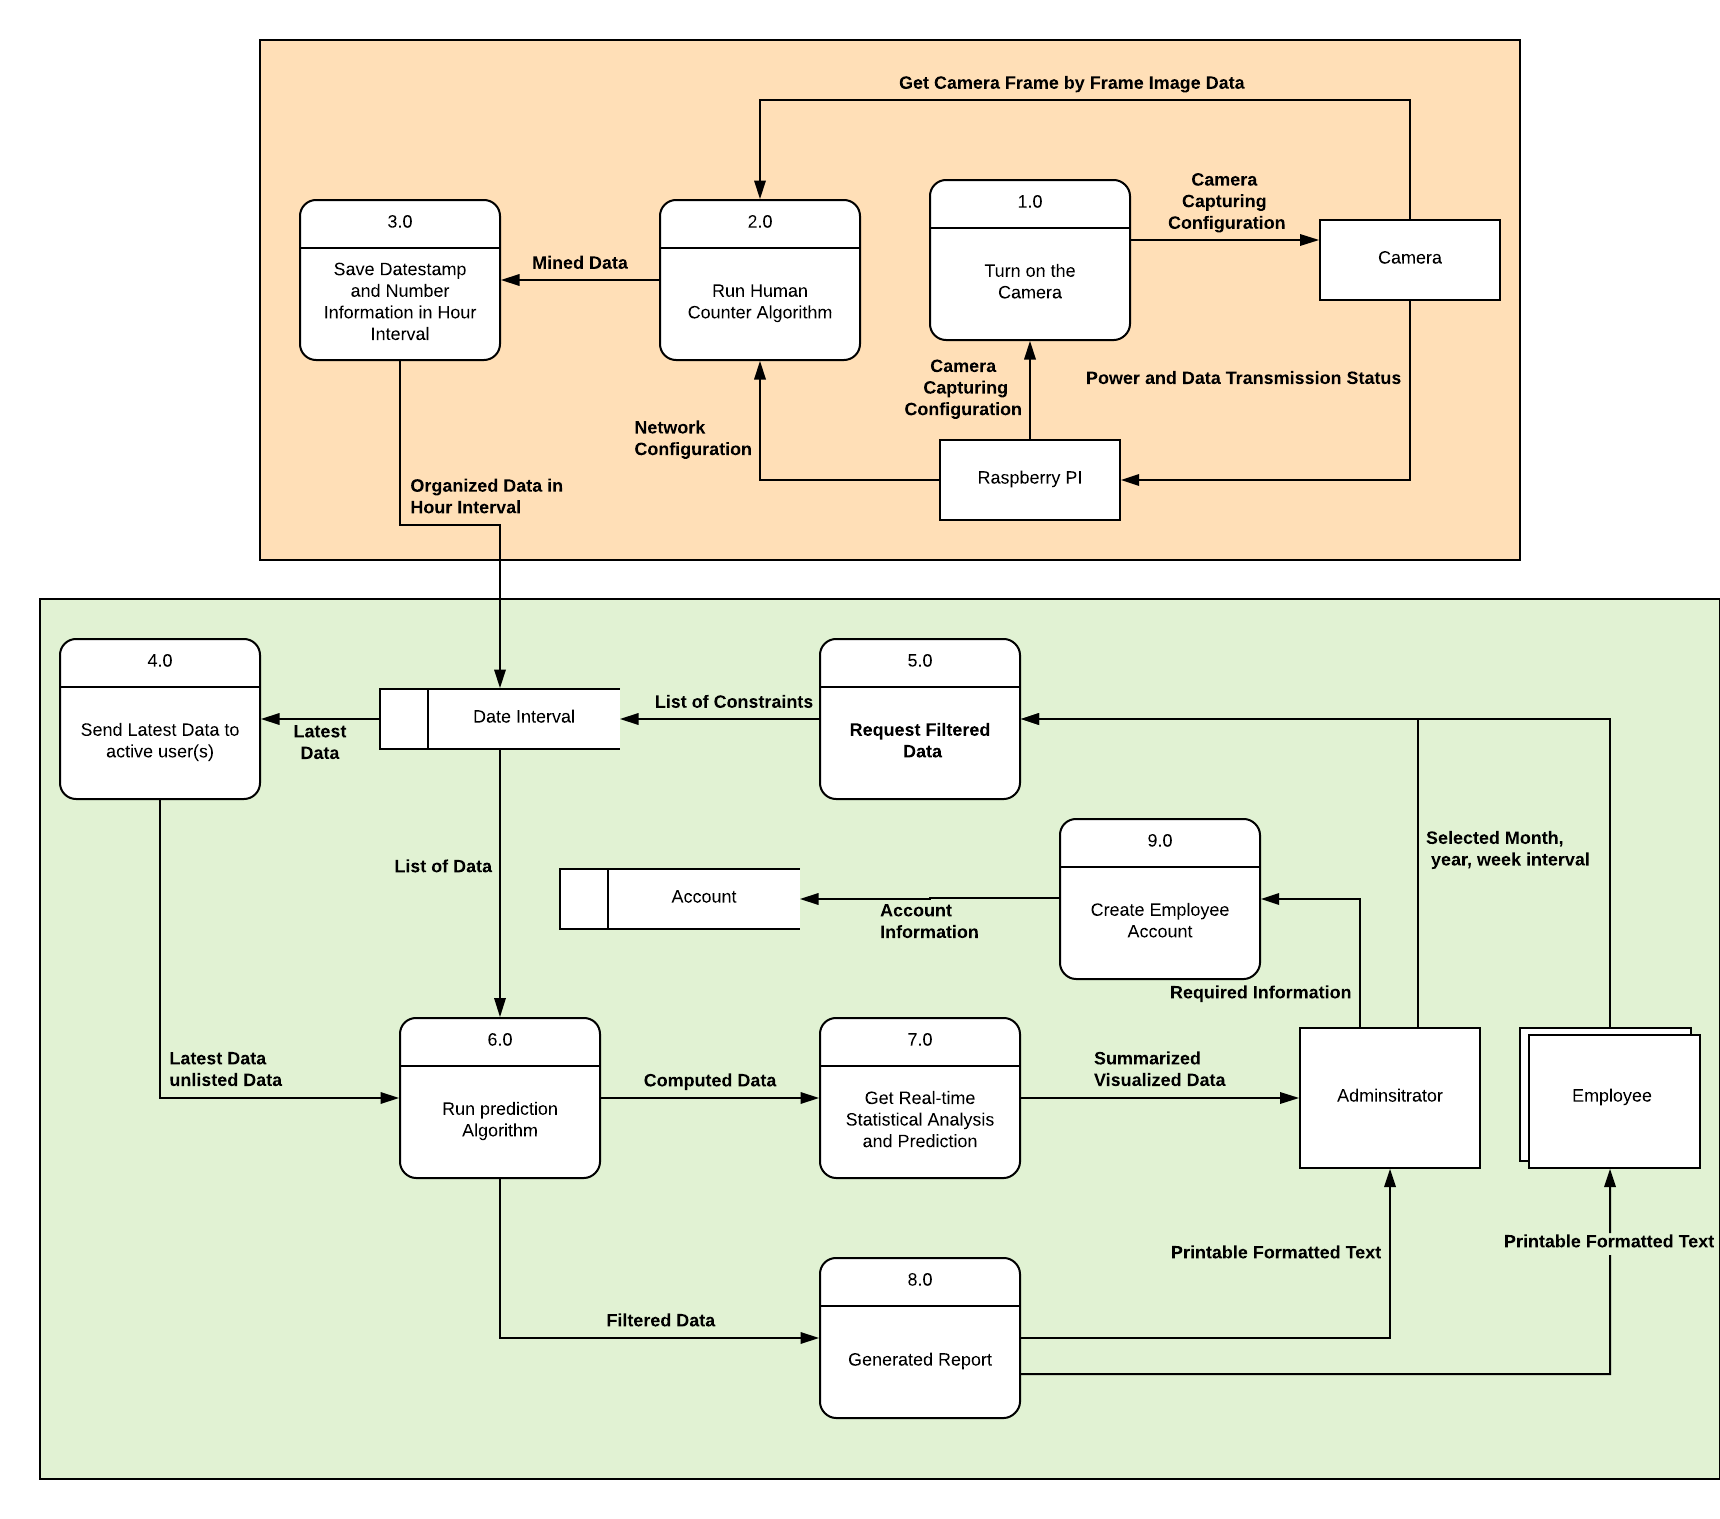 Get Camera Frame by Frame Image Data
Camera
Capturing
Configuration
1.0
Turn on the
Camera
Camera
3.0
Save Datestamp
and Number
Information in Hour
Interval
Mined Data
2.0
Run Human
Counter Algorithm
Camera
Capturing
Configuration
Power and Data Transmission Status
Network
Configuration
Raspberry PI
Organized Data in
Hour Interval
4.0
Send Latest Data to
active user(s)
Latest
Data
Date Interval
List of Constraints
5.0
Request Filtered
Data
Selected Month,
year, week interval
List of Data
Account
Account
Information
9.0
Create Employee
Account
Required Information
Latest Data
unlisted Data
6.0
Run prediction
Algorithm
Computed Data
7.0
Get Real-time
Statistical Analysis
and Prediction
Summarized
Visualized Data
Adminsitrator
Employee
Printable Formatted Text
Printable Formatted Text
Filtered Data
8.0
Generated Report